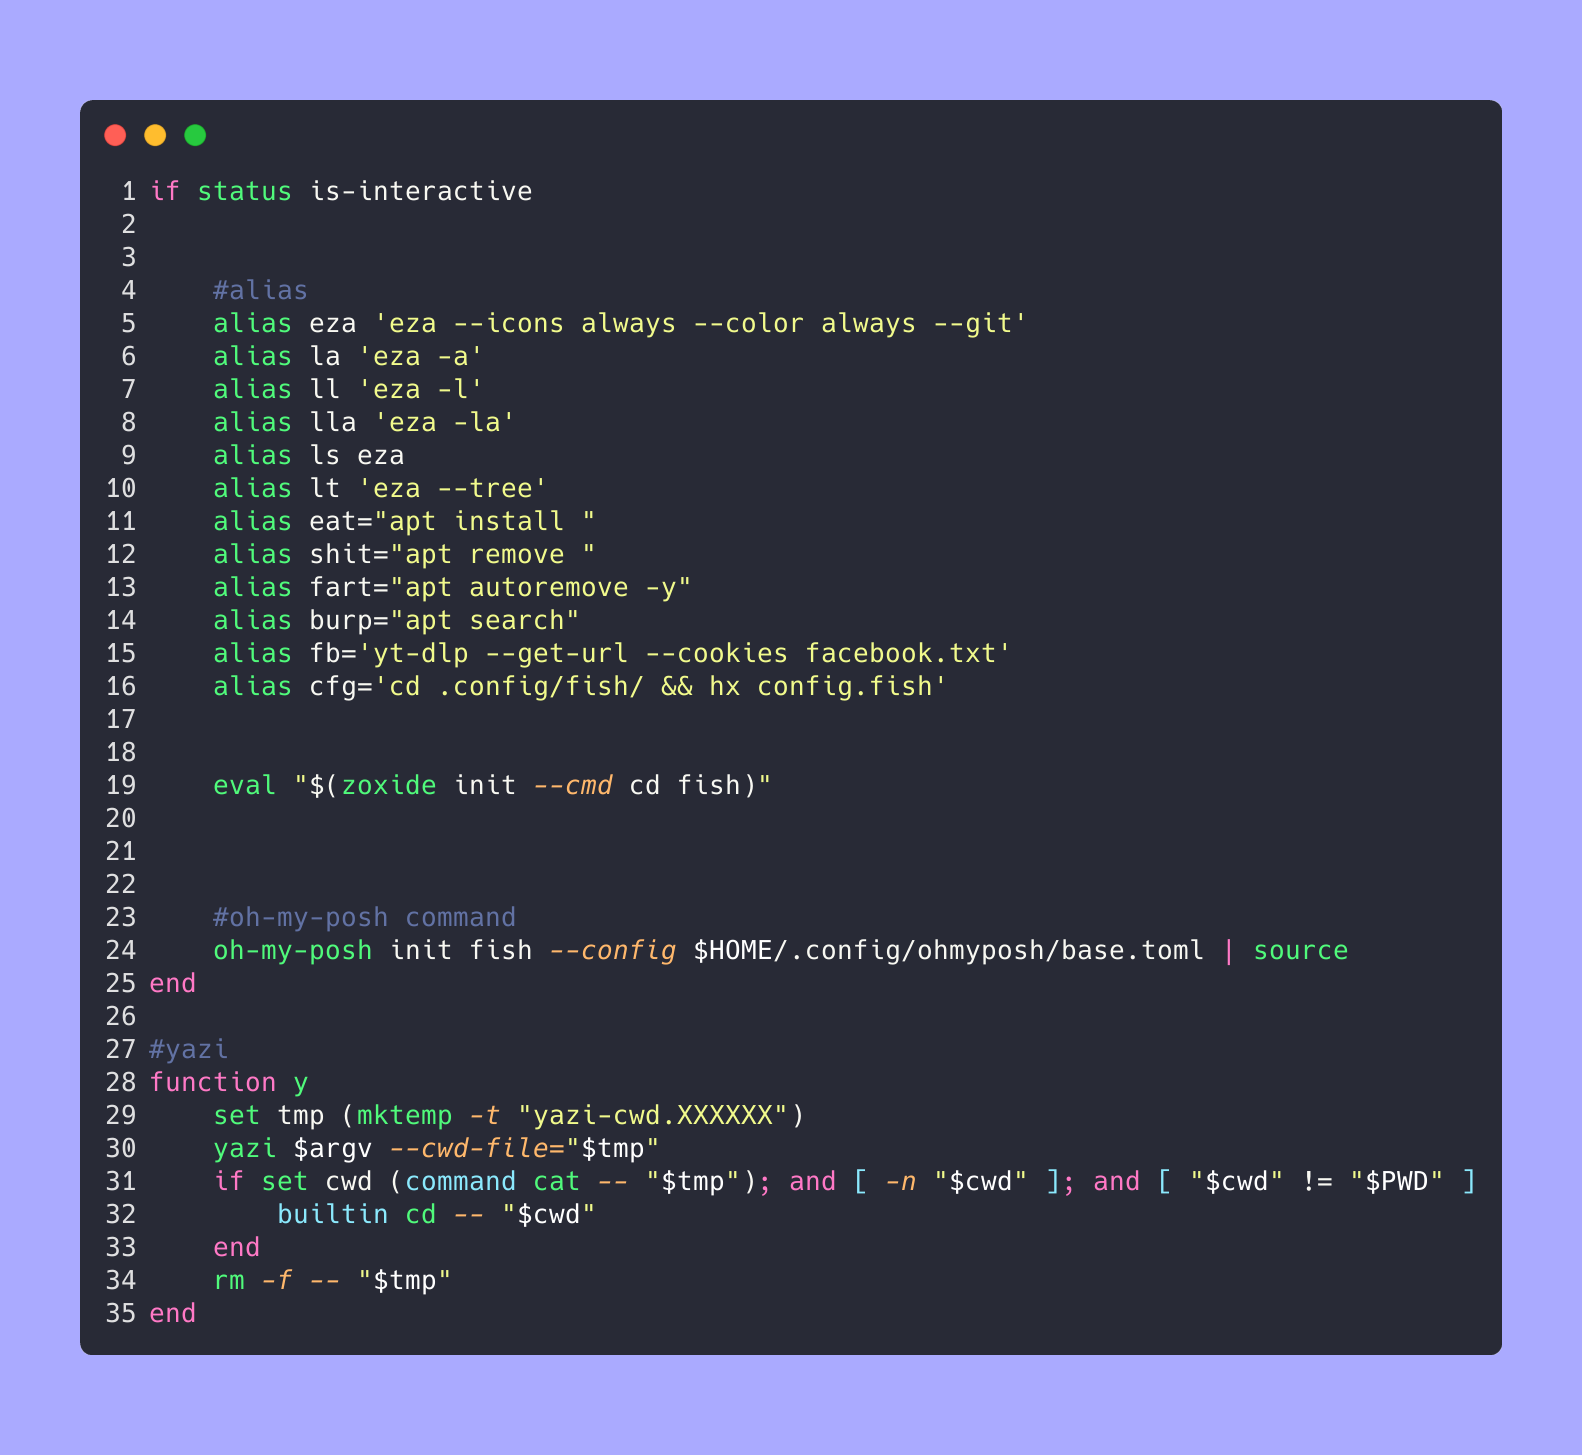 1 if status is-interactive
2
3
4     #alias
5     alias eza 'eza --icons always --color always --git'
6     alias la 'eza -a'
7     alias ll 'eza -l'
8     alias lla 'eza -la'
9     alias ls eza
10     alias lt 'eza --tree'
11     alias eat="apt install "
12     alias shit="apt remove "
13     alias fart="apt autoremove -y"
14     alias burp="apt search"
15     alias fb='yt-dlp --get-url --cookies facebook.txt'
16     alias cfg='cd .config/fish/ && hx config.fish'
17
18
19     eval "$(zoxide init --cmd cd fish)"
20
21
22
23     #oh-my-posh command
24     oh-my-posh init fish --config $HOME/.config/ohmyposh/base.toml | source
25 end
26
27 #yazi
28 function y
29     set tmp (mktemp -t "yazi-cwd.XXXXXX")
30     yazi $argv --cwd-file="$tmp"
31     if set cwd (command cat -- "$tmp"); and [ -n "$cwd" ]; and [ "$cwd" != "$PWD" ]
32         builtin cd -- "$cwd"
33     end
34     rm -f -- "$tmp"
35 end